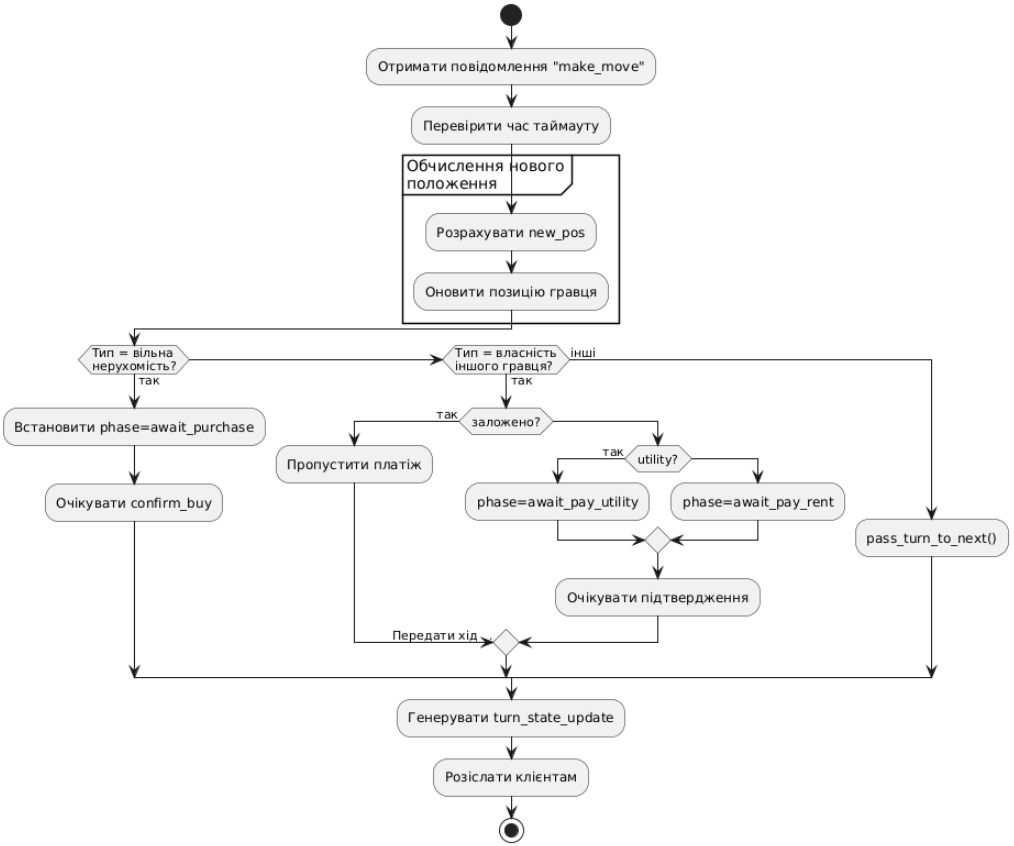 Отримати повідомлення "make_move"
Перевірити час таймауту
Обчислення нового
положення
Розрахувати new_pos
Оновити позицію гравця
Тип = вільна
нерухомість?
так
Встановити phase=await_purchase
Очікувати confirm_buy
Тип = власність
іншого гравця?
так
інші
заложено?
так
Пропустити платіж
utility?
так
phase=await_pay_utility
phase=await_pay_rent
Очікувати підтвердження
Передати хід
pass_turn_to_next()
Генерувати turn_state_update
Розіслати клієнтам